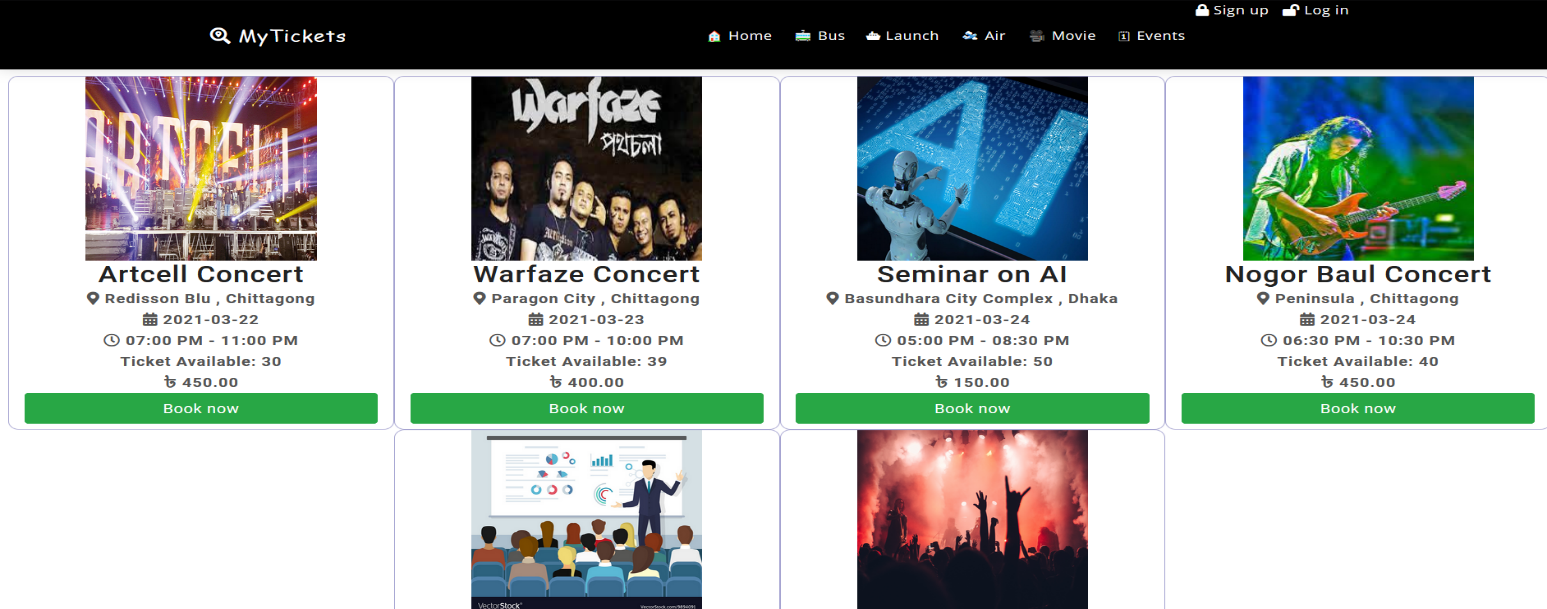 Sign up Log in
MyTickets
Home Bus Launch Air Movie Events
ARTCELL
Artcell Concert
Redisson Blu , Chittagong
2021-03-22
07:00 PM - 11:00 PM
Ticket Available: 30
৳ 450.00
Book now
Warfaze
পথচলা
Warfaze Concert
Paragon City , Chittagong
2021-03-23
07:00 PM - 10:00 PM
Ticket Available: 39
৳ 400.00
Book now
AI
Seminar on AI
Basundhara City Complex , Dhaka
2021-03-24
05:00 PM - 08:30 PM
Ticket Available: 50
৳ 150.00
Book now
Nogor Baul Concert
Peninsula , Chittagong
2021-03-24
06:30 PM - 10:30 PM
Ticket Available: 40
৳ 450.00
Book now
VectorStock®